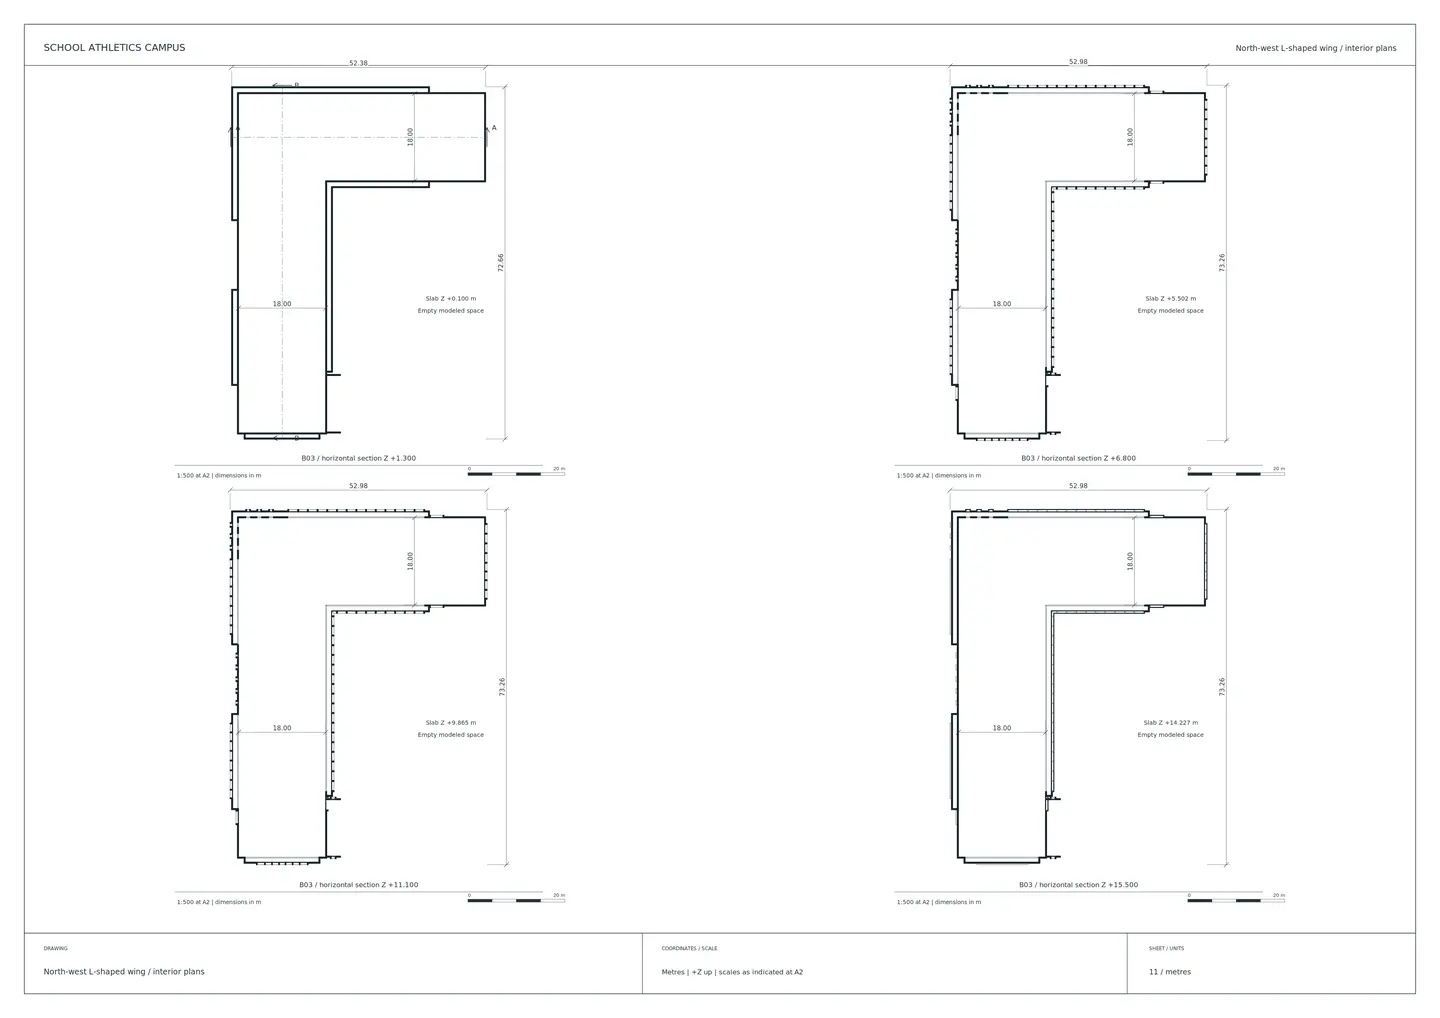 SCHOOL ATHLETICS CAMPUS
North-west L-shaped wing / interior plans
52.38
B
A
18.00
72.66
18.00
Slab Z +0.100 m
Empty modeled space
B03 / horizontal section Z +1.300
1:500 at A2 | dimensions in m
0
20 m
52.98
18.00
73.26
18.00
Slab Z +5.502 m
Empty modeled space
B03 / horizontal section Z +6.800
1:500 at A2 | dimensions in m
0
20 m
52.98
18.00
73.26
18.00
Slab Z +9.865 m
Empty modeled space
B03 / horizontal section Z +11.100
1:500 at A2 | dimensions in m
0
20 m
52.98
18.00
73.26
18.00
Slab Z +14.227 m
Empty modeled space
B03 / horizontal section Z +15.500
1:500 at A2 | dimensions in m
0
20 m
DRAWING
North-west L-shaped wing / interior plans
COORDINATES / SCALE
Metres | +Z up | scales as indicated at A2
SHEET / UNITS
11 / metres